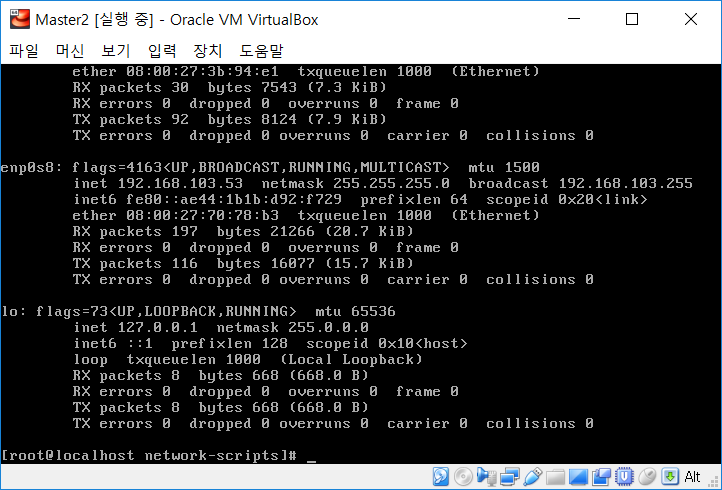 Master2 [실행 중] - Oracle VM VirtualBox
파일 머신 보기 입력 장치 도움말
ether 08:00:27:3b:94:e1 txqueuelen 1000 (Ethernet)
RX packets 30 bytes 7543 (7.3 KiB)
RX errors 0 dropped 0 overruns 0 frame 0
TX packets 92 bytes 8124 (7.9 KiB)
TX errors 0 dropped 0 overruns 0 carrier 0 collisions 0
enp0s8: flags=4163<UP,BROADCAST,RUNNING,MULTICAST> mtu 1500
inet 192.168.103.53 netmask 255.255.255.0 broadcast 192.168.103.255
inet6 fe80::ae44:1b1b:d92:f729 prefixlen 64 scopeid 0x20<link>
ether 08:00:27:70:78:b3 txqueuelen 1000 (Ethernet)
RX packets 197 bytes 21266 (20.7 KiB)
RX errors 0 dropped 0 overruns 0 frame 0
TX packets 116 bytes 16077 (15.7 KiB)
TX errors 0 dropped 0 overruns 0 carrier 0 collisions 0
lo: flags=73<UP,LOOPBACK,RUNNING> mtu 65536
inet 127.0.0.1 netmask 255.0.0.0
inet6 ::1 prefixlen 128 scopeid 0x10<host>
loop txqueuelen 1000 (Local Loopback)
RX packets 8 bytes 668 (668.0 B)
RX errors 0 dropped 0 overruns 0 frame 0
TX packets 8 bytes 668 (668.0 B)
TX errors 0 dropped 0 overruns 0 carrier 0 collisions 0
[root@localhost network-scripts]# _
Alt